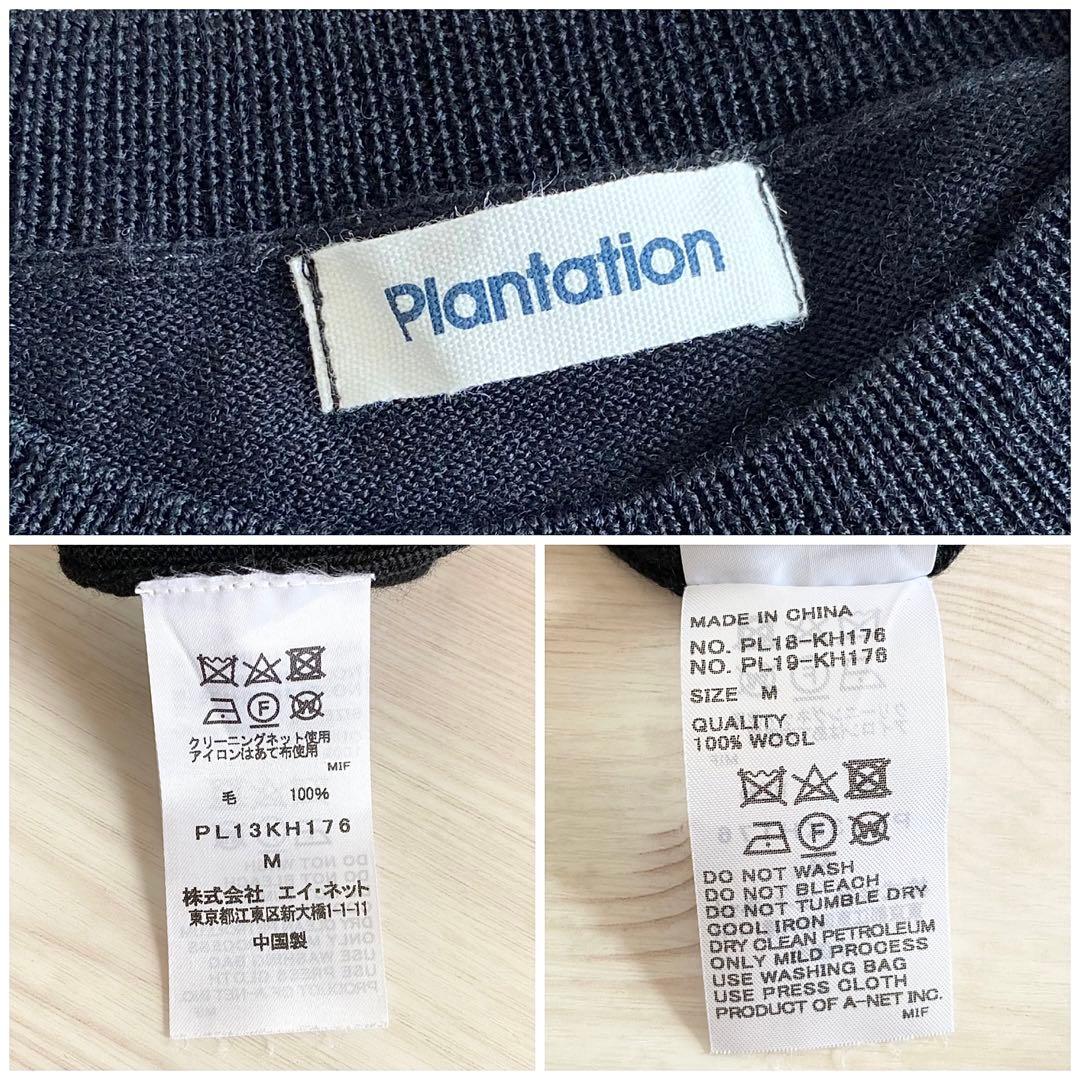 Plantation
クリーニングネット使用
アイロンはあて布使用
MIF
毛 100%
PL13KH176
M
株式会社 エイ・ネット
東京都江東区新大橋1-1-11
中国製
MADE IN CHINA
NO. PL18-KH176
NO. PL19-KH176
SIZE M
QUALITY
100% WOOL
F
W
DO NOT WASH
DO NOT BLEACH
DO NOT TUMBLE DRY
COOL IRON
DRY CLEAN PETROLEUM
ONLY MILD PROCESS
USE WASHING BAG
USE PRESS CLOTH
PRODUCT OF A-NET INC.
MIF